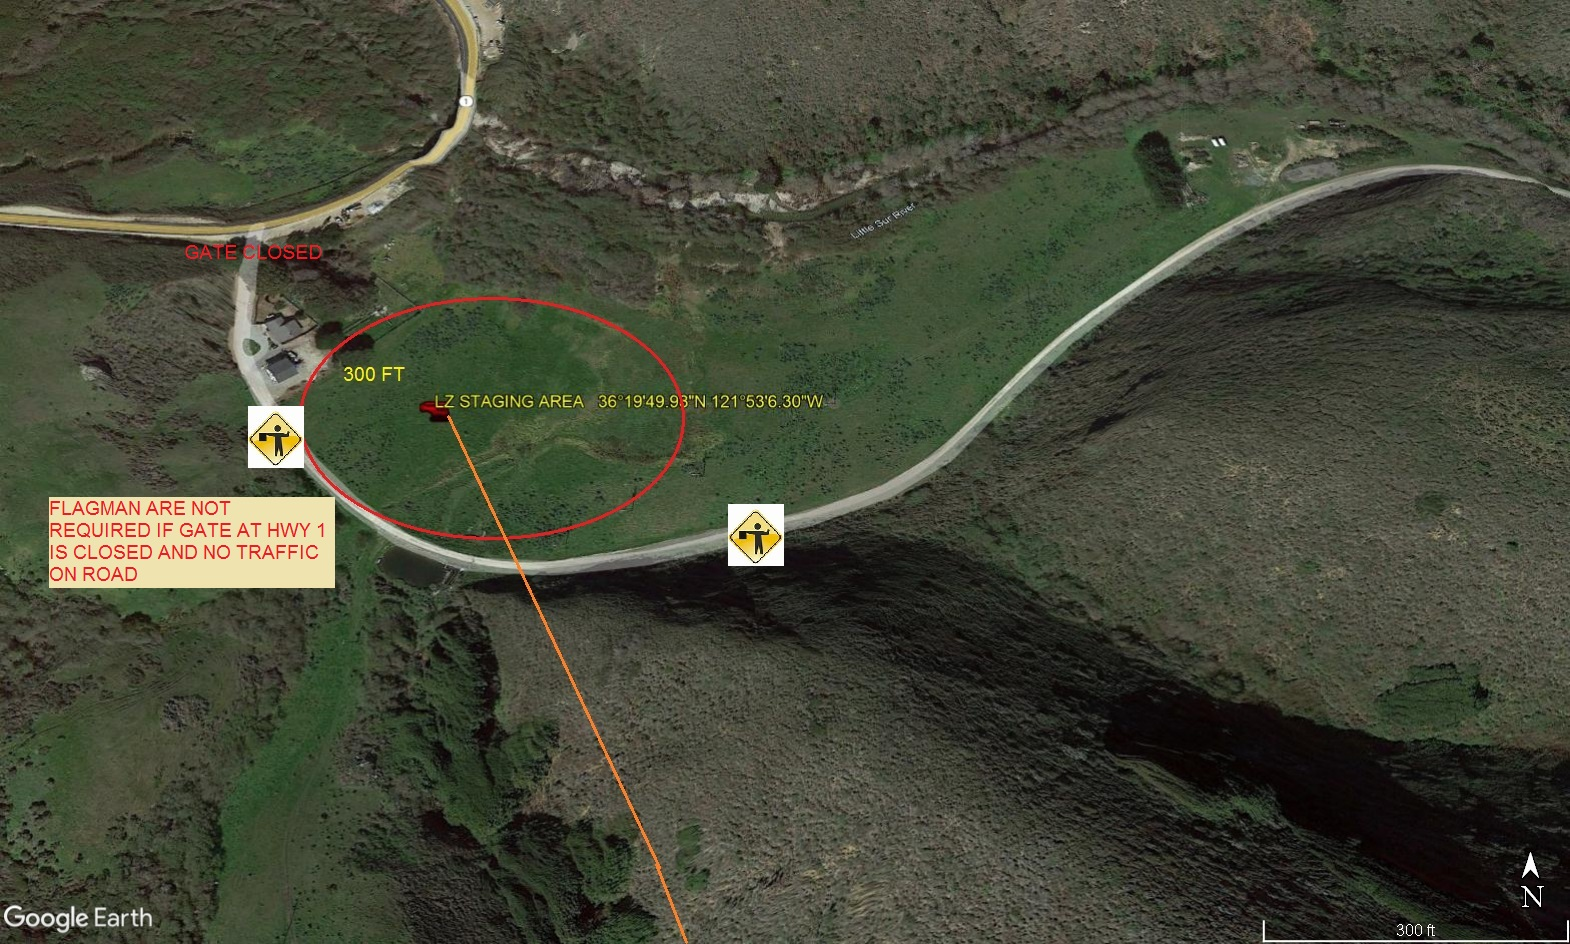 1
Little Sur River
GATE CLOSED
300 FT
LZ STAGING AREA 36°19'49.93"N 121°53'6.30"W
FLAGMAN ARE NOT
REQUIRED IF GATE AT HWY 1
IS CLOSED AND NO TRAFFIC
ON ROAD
N
Google Earth
300 ft